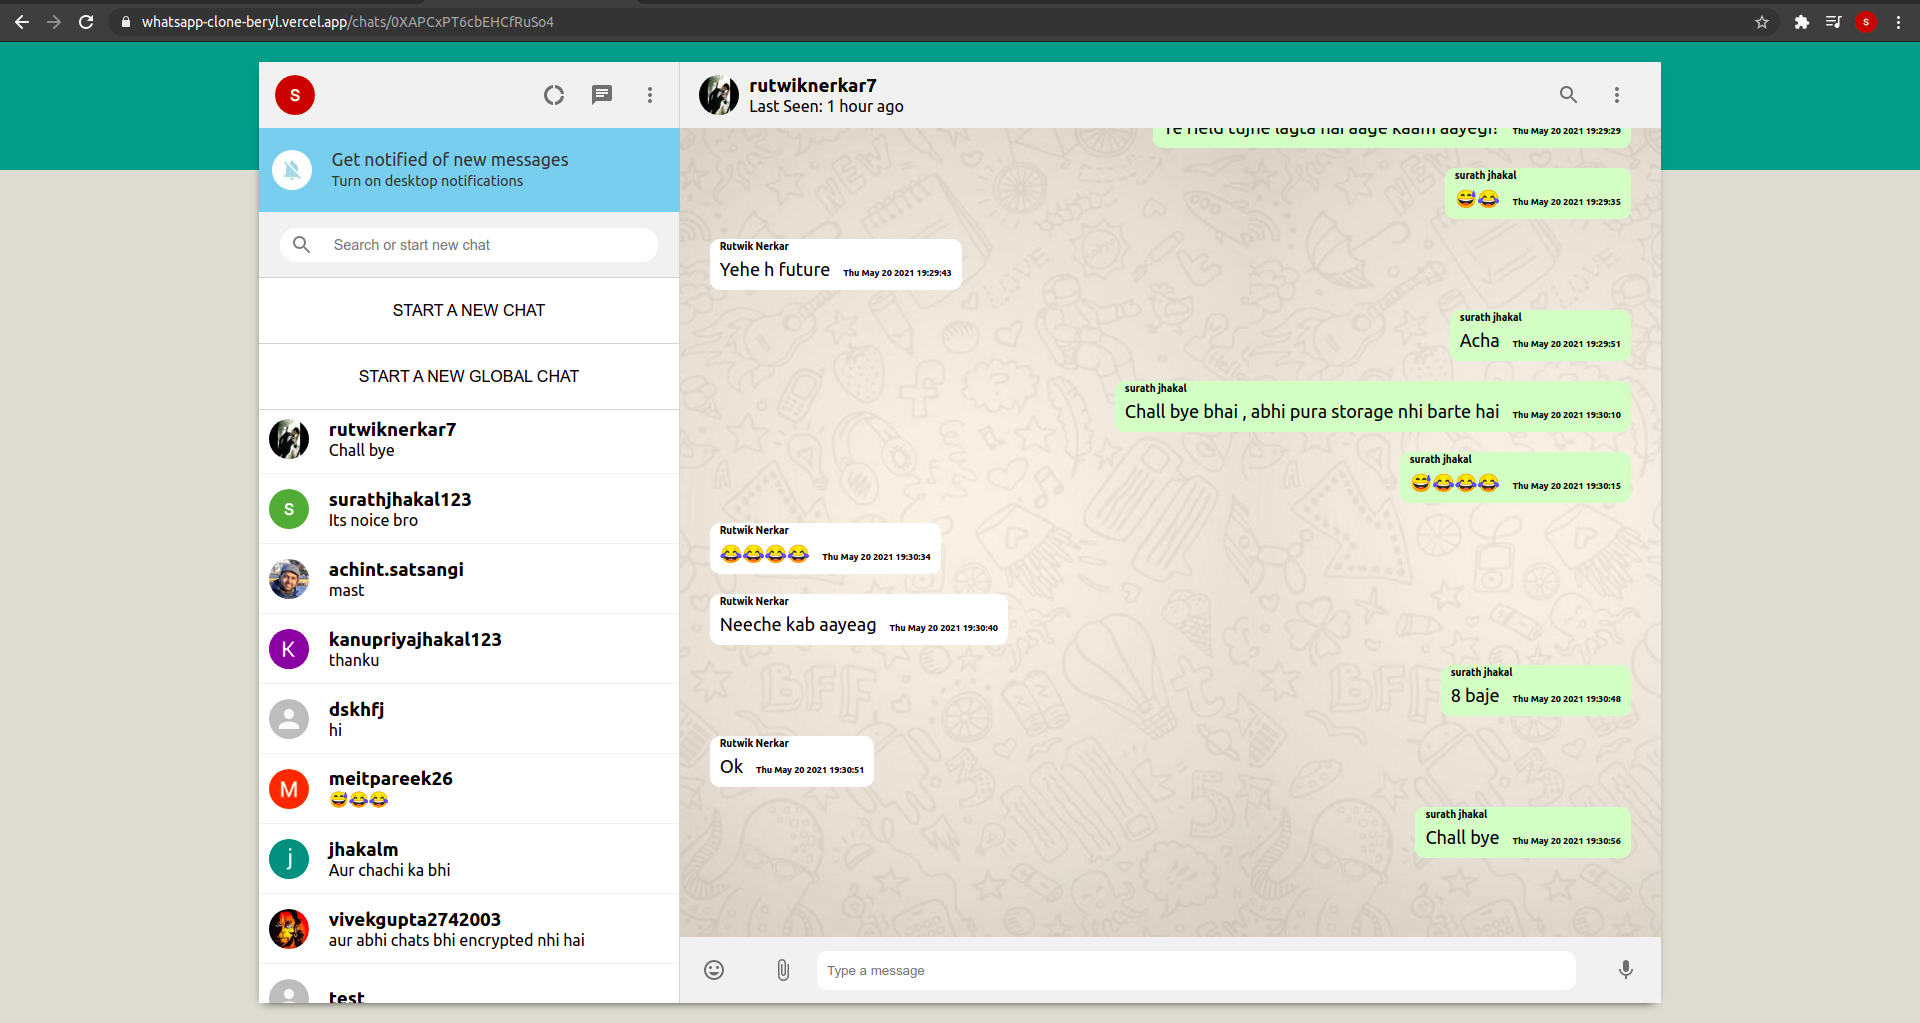 whatsapp-clone-beryl.vercel.app/chats/0XAPCxPT6cbEHCfRuSo4
S
S
Get notified of new messages
Turn on desktop notifications
Search or start new chat
START A NEW CHAT
START A NEW GLOBAL CHAT
rutwiknerkar7
Chall bye
S
surathjhakal123
Its noice bro
achint.satsangi
mast
K
kanupriyajhakal123
thanku
dskhfj
hi
M
meitpareek26
😅😂😂
j
jhakalm
Aur chachi ka bhi
vivekgupta2742003
aur abhi chats bhi encrypted nhi hai
test
rutwiknerkar7
Last Seen: 1 hour ago
Ye Held tujhe lagta hai aage kaam aayegi? Thu May 20 2021 19:29:29
surath jhakal
😅😂 Thu May 20 2021 19:29:35
Rutwik Nerkar
Yehe h future Thu May 20 2021 19:29:43
surath jhakal
Acha Thu May 20 2021 19:29:51
surath jhakal
Chall bye bhai , abhi pura storage nhi barte hai Thu May 20 2021 19:30:10
surath jhakal
😅😂😂😂 Thu May 20 2021 19:30:15
Rutwik Nerkar
😂😂😂😂 Thu May 20 2021 19:30:34
Rutwik Nerkar
Neeche kab aayeag Thu May 20 2021 19:30:40
surath jhakal
8 baje Thu May 20 2021 19:30:48
Rutwik Nerkar
Ok Thu May 20 2021 19:30:51
surath jhakal
Chall bye Thu May 20 2021 19:30:56
Type a message